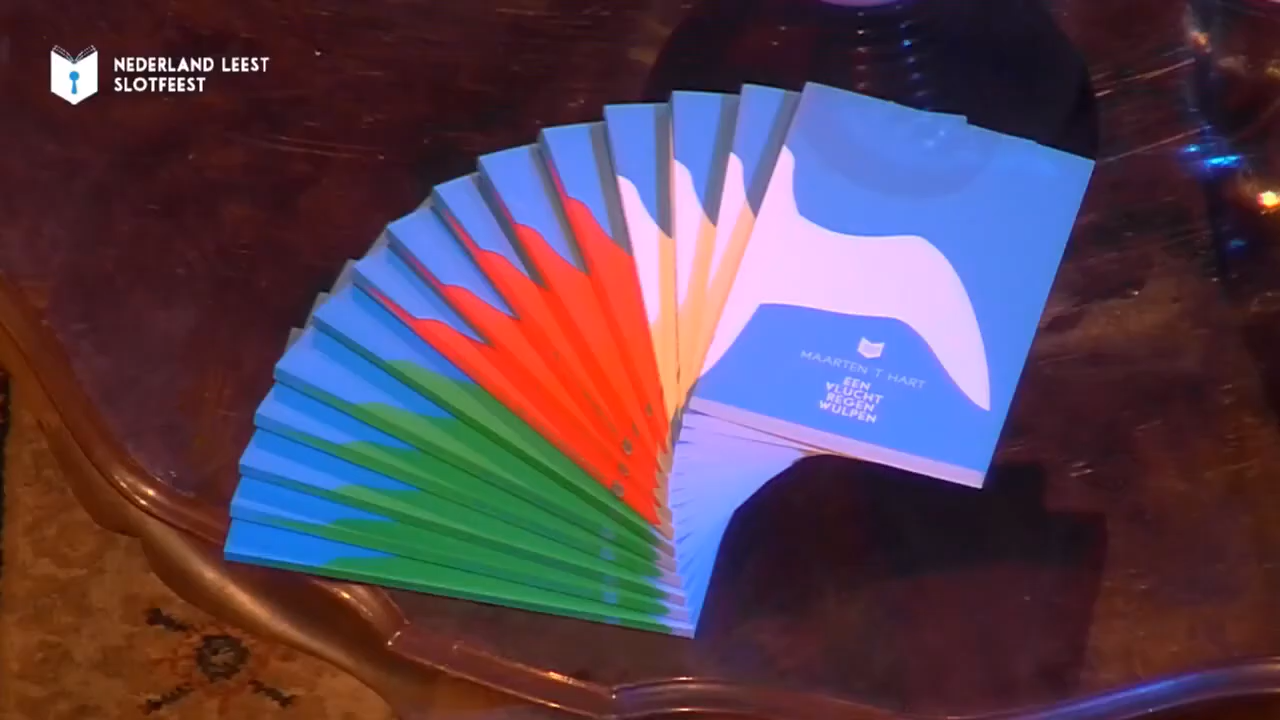 NEDERLAND LEEST
SLOTFEEST
MAARTEN 'T HART
EEN
VLUCHT
REGEN
WULPEN